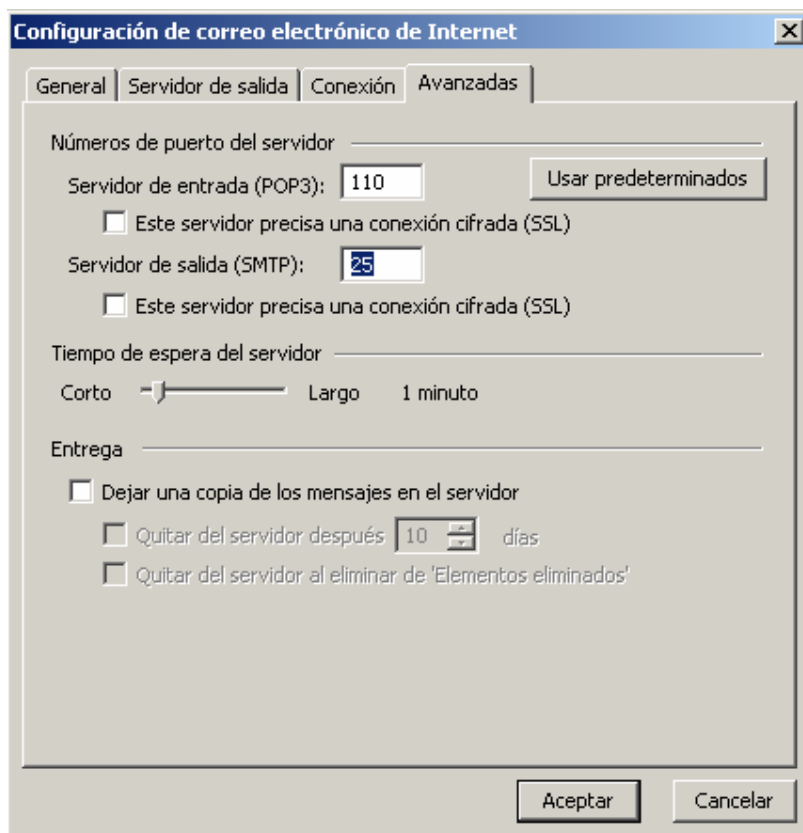 Configuración de correo electrónico de Internet
General Servidor de salida Conexión Avanzadas
Números de puerto del servidor
Servidor de entrada (POP3): 110 Usar predeterminados
Este servidor precisa una conexión cifrada (SSL)
Servidor de salida (SMTP): 25
Este servidor precisa una conexión cifrada (SSL)
Tiempo de espera del servidor
Corto Largo 1 minuto
Entrega
Dejar una copia de los mensajes en el servidor
Quitar del servidor después 10 días
Quitar del servidor al eliminar de 'Elementos eliminados'
Aceptar Cancelar